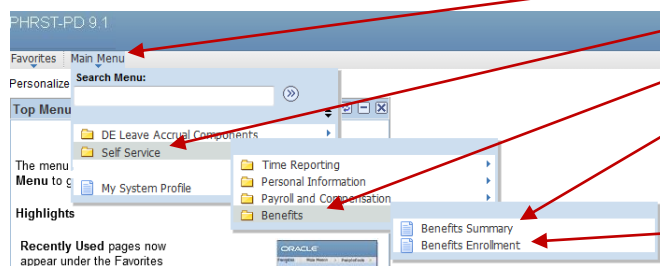 PHRST-PD 9.1
Favorites Main Menu
Personalize
Search Menu:
Top Menu
DE Leave Accrual Components
Self Service
The menu
Menu to g
My System Profile
Time Reporting
Personal Information
Payroll and Compensation
Benefits
Benefits Summary
Benefits Enrollment
Highlights
Recently Used pages now
appear under the Favorites
ORACLE